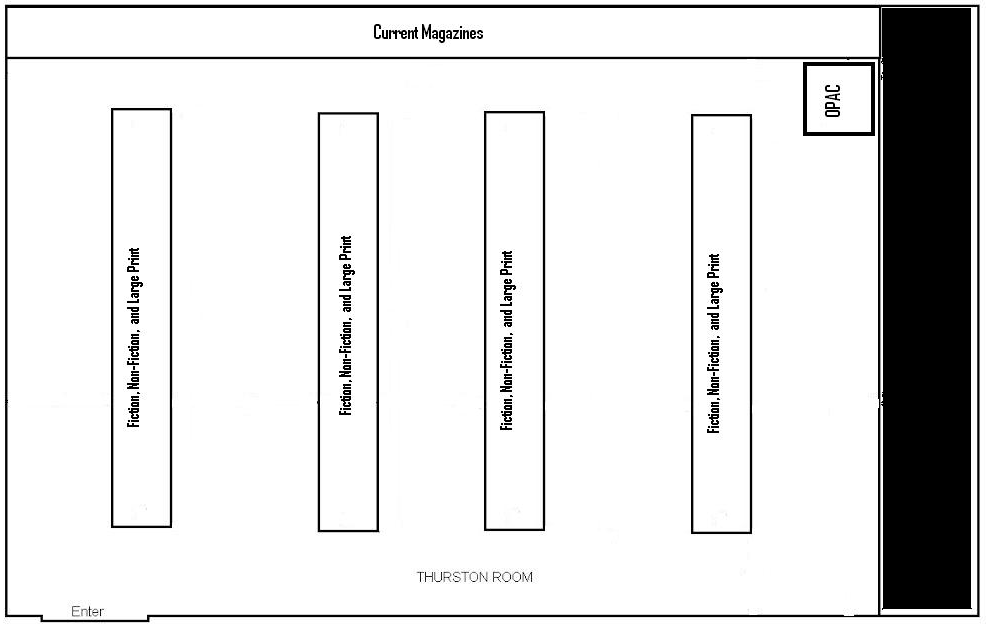 Current Magazines
OPAC
Fiction, Non-Fiction, and Large Print
Fiction, Non-Fiction, and Large Print
Fiction, Non-Fiction, and Large Print
Fiction, Non-Fiction, and Large Print
THURSTON ROOM
Enter